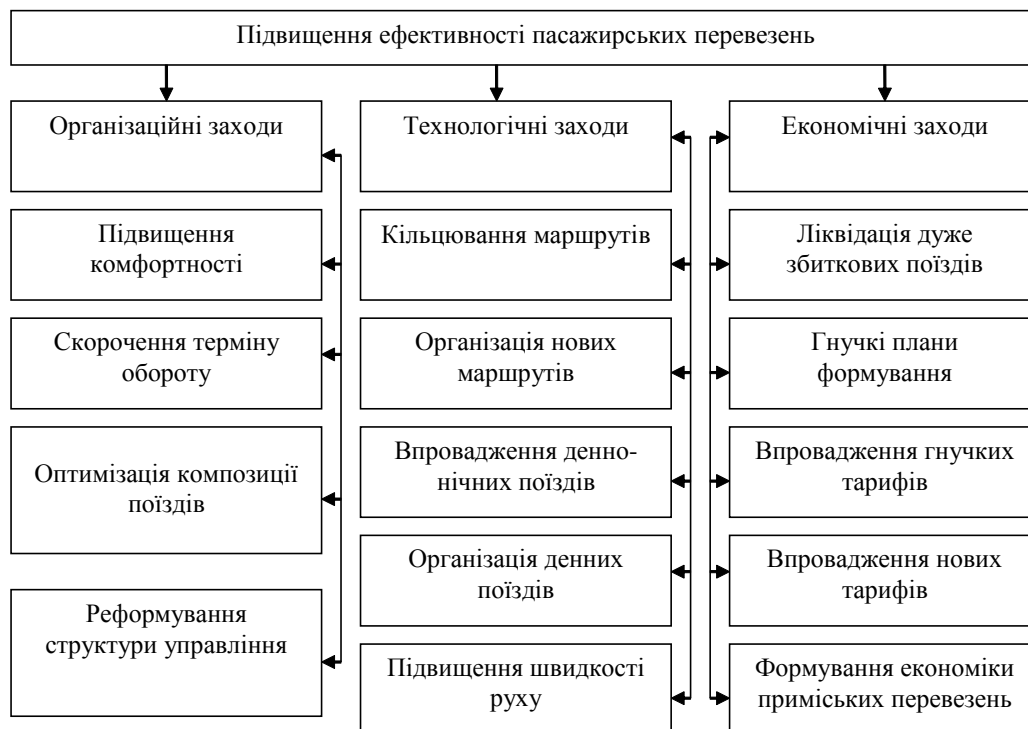 Підвищення ефективності пасажирських перевезень
Організаційні заходи
Підвищення
комфортності
Скорочення терміну
обороту
Оптимізація композиції
поїздів
Реформування
структури управління
Технологічні заходи
Кільцювання маршрутів
Організація нових
маршрутів
Впровадження денно-
нічних поїздів
Організація денних
поїздів
Підвищення швидкості
руху
Економічні заходи
Ліквідація дуже
збиткових поїздів
Гнучкі плани
формування
Впровадження гнучких
тарифів
Впровадження нових
тарифів
Формування економіки
приміських перевезень